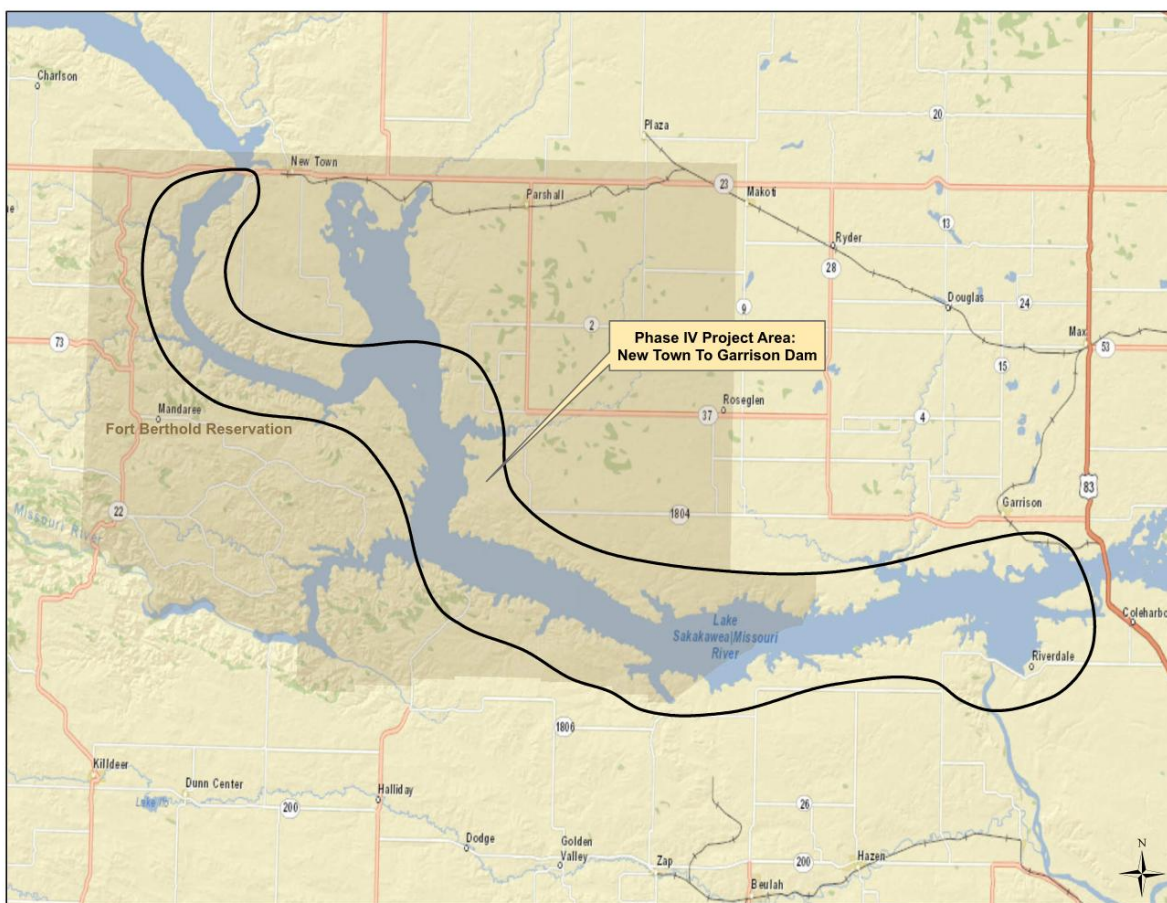 Charlson
Plaza
20
New Town
23
Parshall
Makoti
13
Ryder
28
Douglas
24
9
2
Phase IV Project Area:
New Town To Garrison Dam
Max
53
73
15
Mandaree
Roseglen
37
4
Fort Berthold Reservation
83
Garrison
22
1804
Missouri River
Lake
Sakakawea|Missouri
River
Coleharbo
Riverdale
1806
Killdeer
Dunn Center
Halliday
200
26
Dodge
Golden
Valley
Zap
200
Hazen
Beulah
N